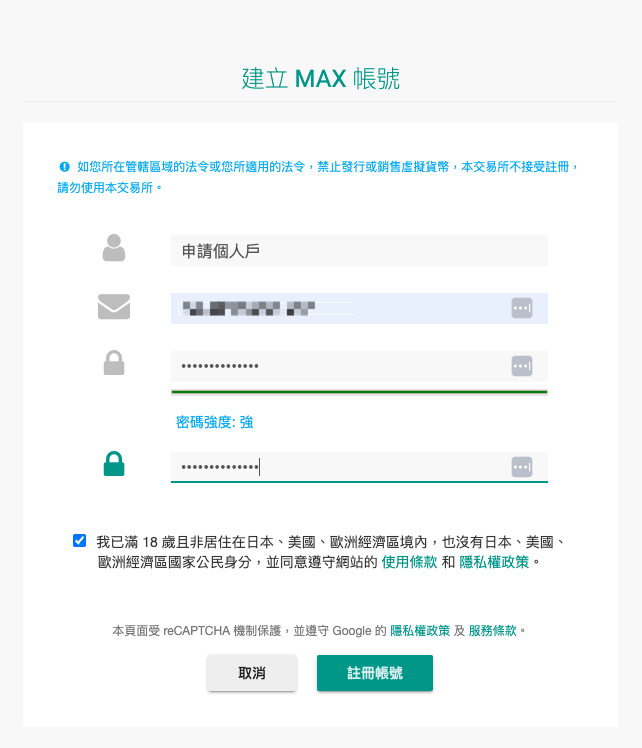 建立 MAX 帳號
如您所在管轄區域的法令或您所適用的法令，禁止發行或銷售虛擬貨幣，本交易所不接受註冊，
請勿使用本交易所。
申請個人戶
••••••••••••••
密碼強度: 強
••••••••••••••
我已滿 18 歲且非居住在日本、美國、歐洲經濟區境內，也沒有日本、美國、
歐洲經濟區國家公民身分，並同意遵守網站的 使用條款 和 隱私權政策。
本頁面受 reCAPTCHA 機制保護，並遵守 Google 的 隱私權政策 及 服務條款。
取消
註冊帳號